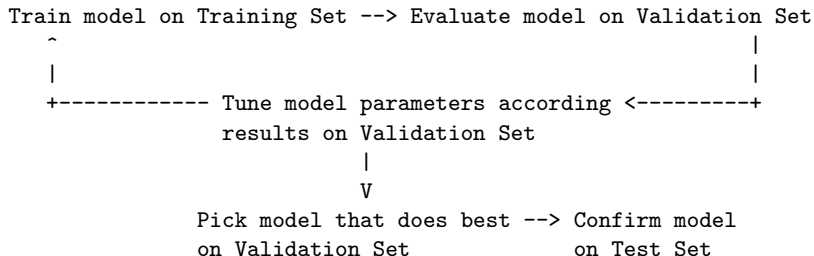 Train model on Training Set --> Evaluate model on Validation Set
^ |
| |
+------------ Tune model parameters according <---------+
results on Validation Set
|
V
Pick model that does best --> Confirm model
on Validation Set on Test Set